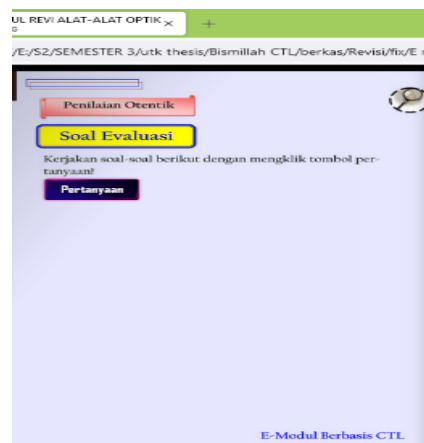 UL REVI ALAT-ALAT OPTIK × +
/E:/S2/SEMESTER 3/utk thesis/Bismillah CTL/berkas/Revisi/fix/E
Penilaian Otentik
Soal Evaluasi
Kerjakan soal-soal berikut dengan mengklik tombol per-
tanyaan!
Pertanyaan
E-Modul Berbasis CTL